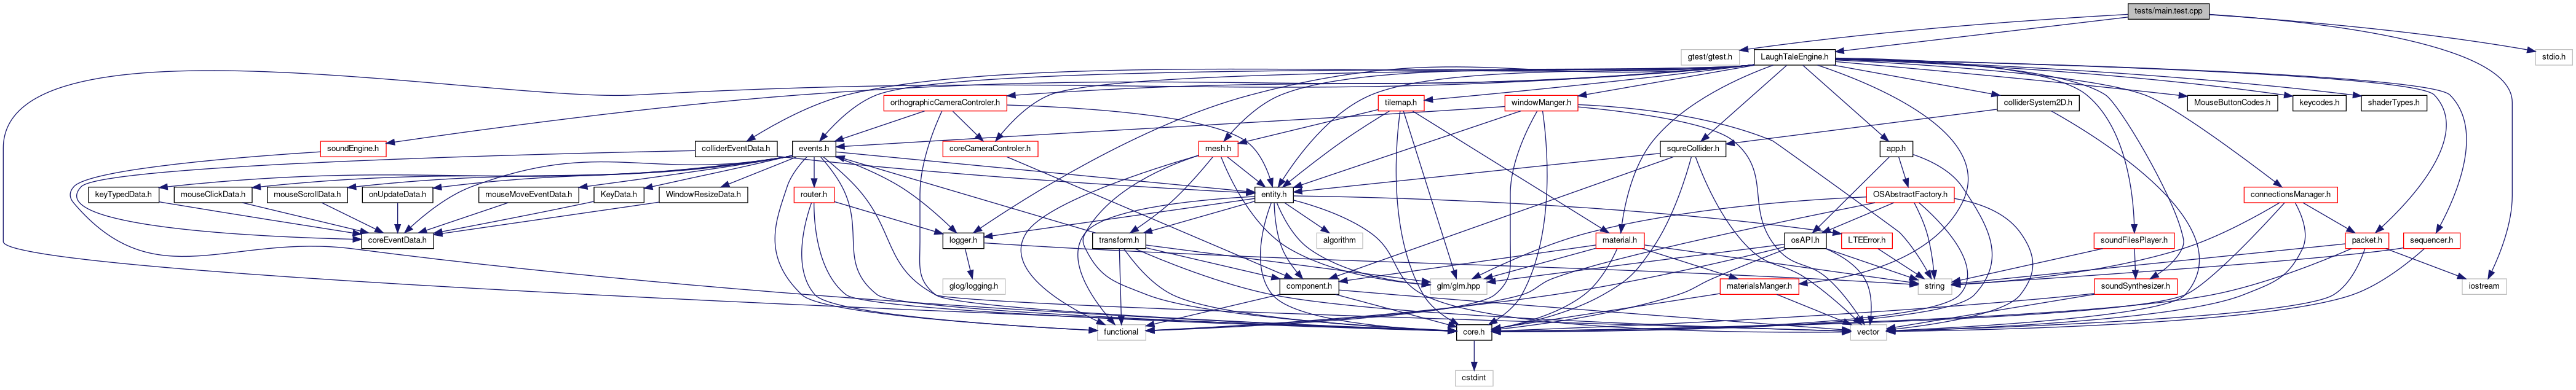 tests/main.test.cpp
gtest/gtest.h
LaughTaleEngine.h
stdio.h
orthographicCameraControler.h
tilemap.h
windowManger.h
colliderSystem2D.h
MouseButtonCodes.h
keycodes.h
shaderTypes.h
soundEngine.h
colliderEventData.h
events.h
coreCameraControler.h
mesh.h
squreCollider.h
app.h
keyTypedData.h
mouseClickData.h
mouseScrollData.h
onUpdateData.h
mouseMoveEventData.h
KeyData.h
WindowResizeData.h
router.h
entity.h
OSAbstractFactory.h
connectionsManager.h
coreEventData.h
logger.h
transform.h
algorithm
material.h
osAPI.h
LTEError.h
soundFilesPlayer.h
packet.h
sequencer.h
glog/logging.h
component.h
glm/glm.hpp
materialsManger.h
string
soundSynthesizer.h
iostream
functional
core.h
vector
cstdint